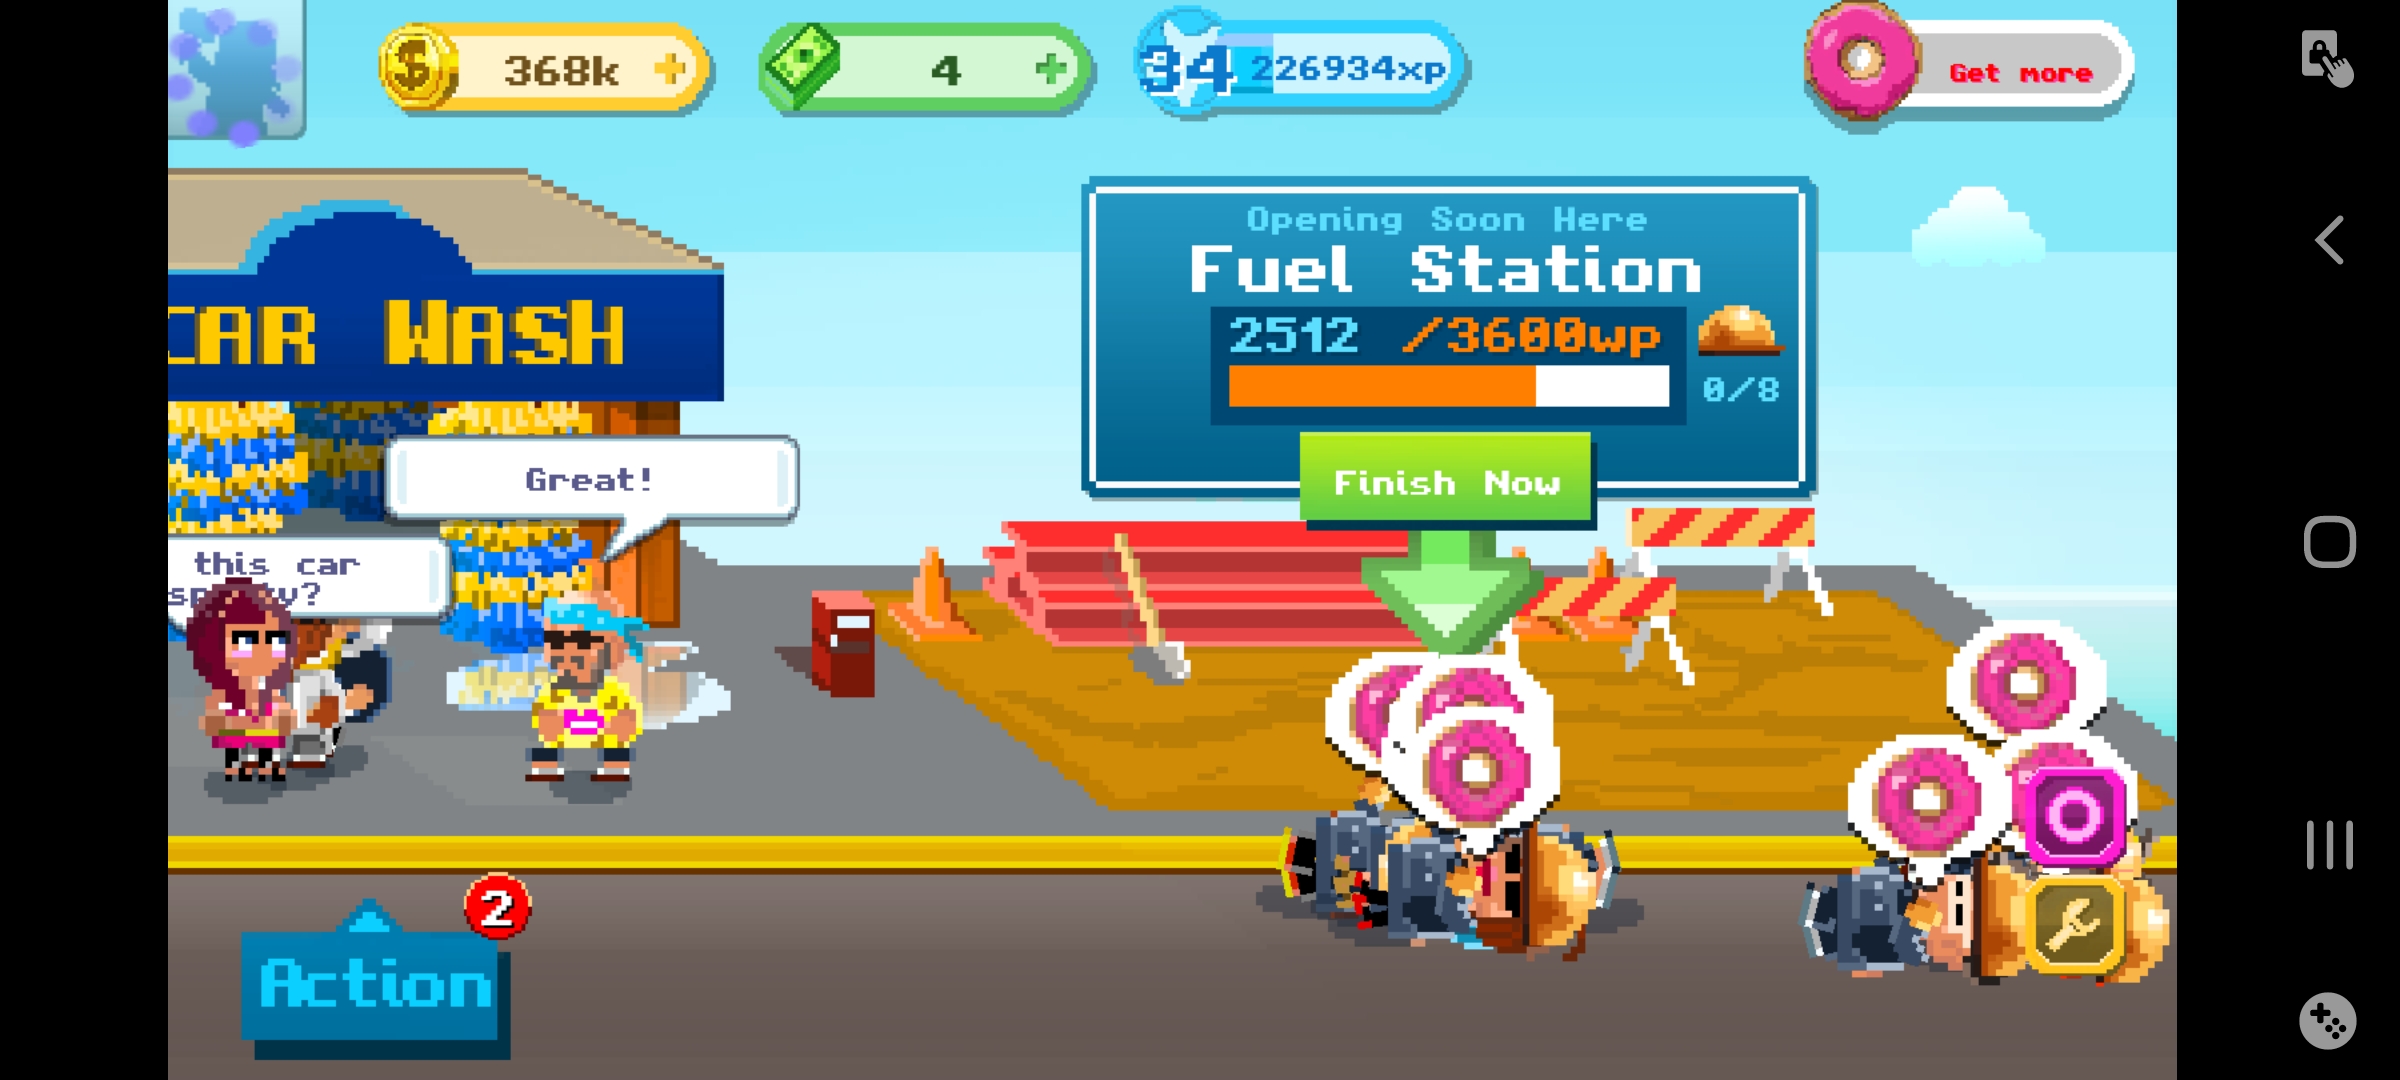 368k
4
34 226934xp
Get more
CAR WASH
Opening Soon Here
Fuel Station
2512 /3600wp
0/8
Finish Now
Great!
this car
2
Action